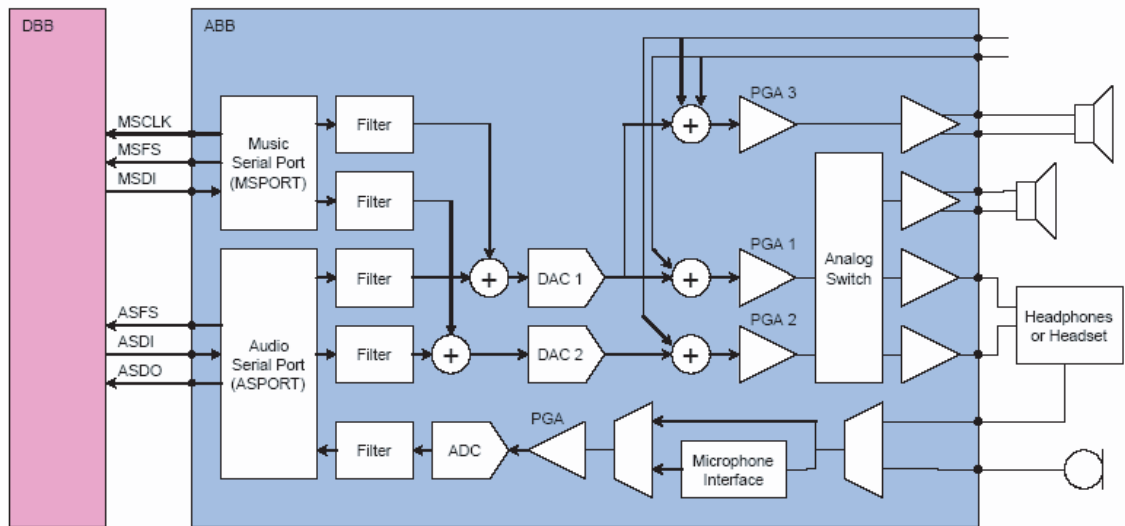 DBB
ABB
MSCLK
MSFS
MSDI
Music
Serial Port
(MSPORT)
Filter
Filter
PGA 3
+
ASFS
ASDI
ASDO
Audio
Serial Port
(ASPORT)
Filter
Filter
+
+
DAC 1
DAC 2
+
+
PGA 1
PGA 2
Analog
Switch
Headphones
or Headset
Filter
ADC
PGA
Microphone
Interface